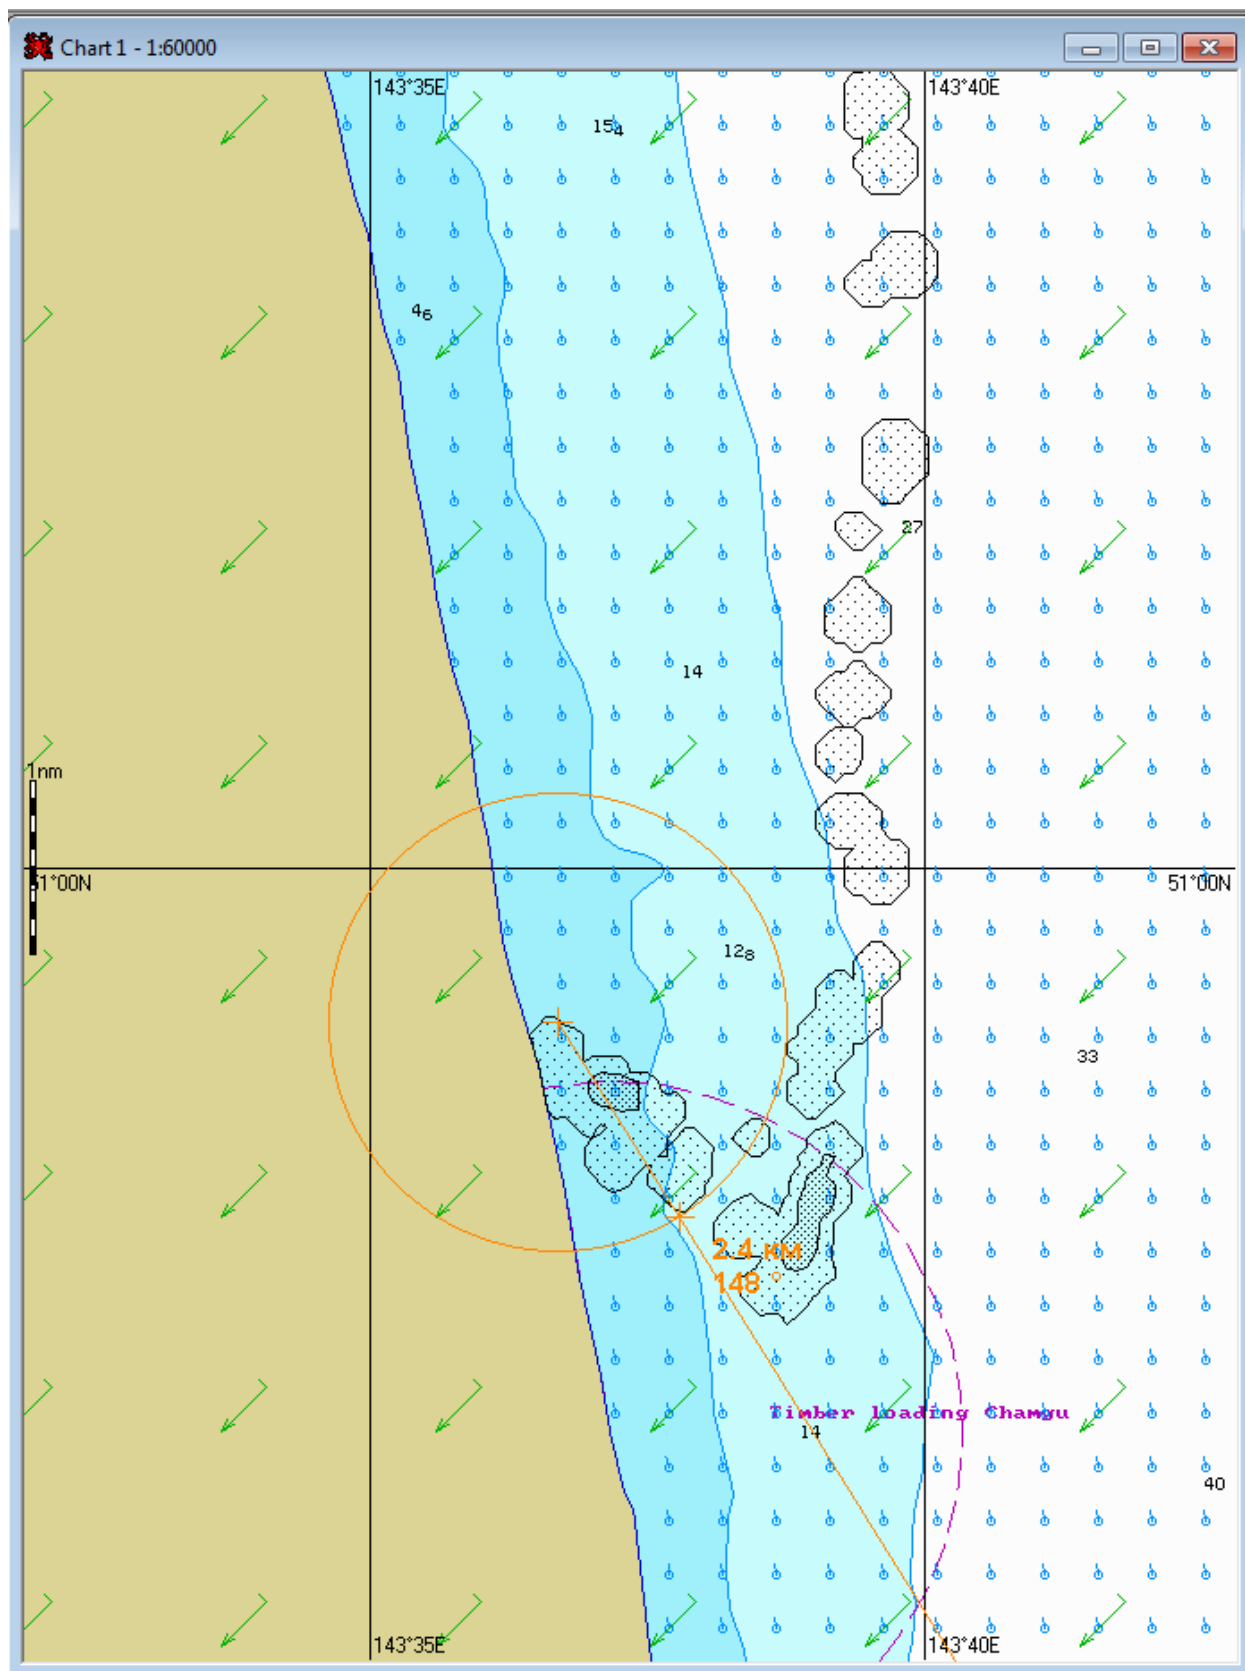 Chart 1 - 1:60000
143°35E
143°40E
15₄
4₆
27
14
1nm
51°00N
51°00N
12₈
33
2.4 км
148 °
Timber loading Chamgu
14
40
143°35E
143°40E